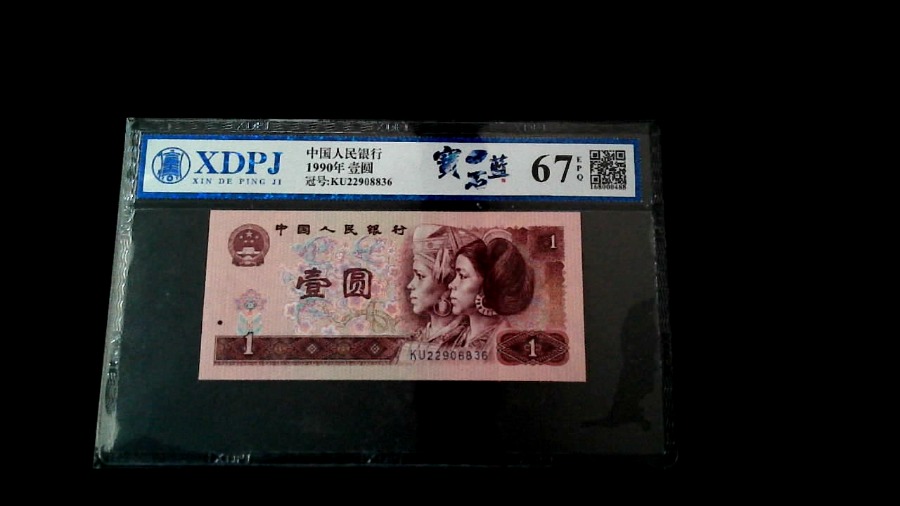 XDPJ
XIN DE PING JI
中国人民银行
1990年 壹圆
冠号:KU22908836
寶石藍
67
EPQ
中国人民银行
1
壹圆
1
KU22908836
1
XDPJ